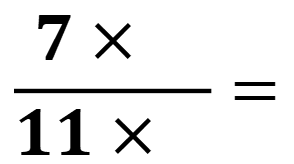 7 ×
11 × =